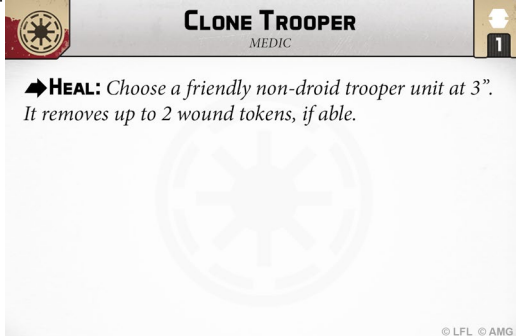 CLONE TROOPER
MEDIC
1
HEAL: Choose a friendly non-droid trooper unit at 3”.
It removes up to 2 wound tokens, if able.
© LFL © AMG